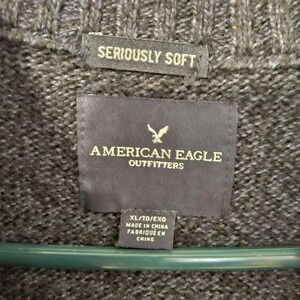 SERIOUSLY SOFT
AMERICAN EAGLE
OUTFITTERS
XL/TG/EXG
MADE IN CHINA
FABRIQUÉ EN
CHINE